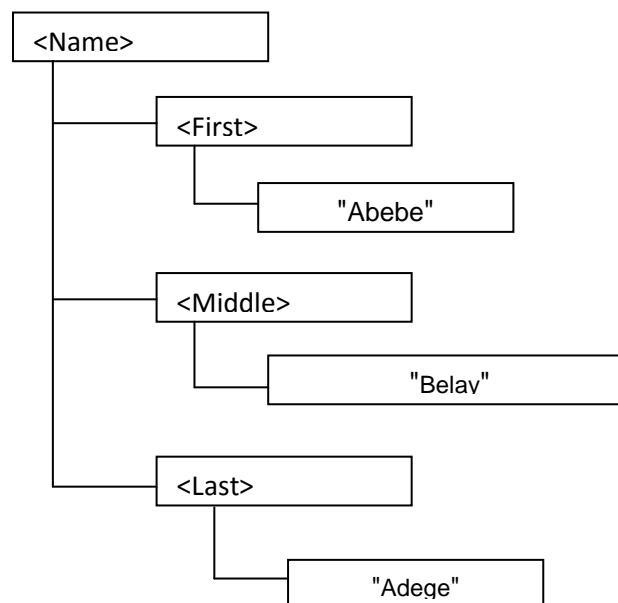 <Name>
<First>
"Abebe"
<Middle>
"Belay"
<Last>
"Adege"